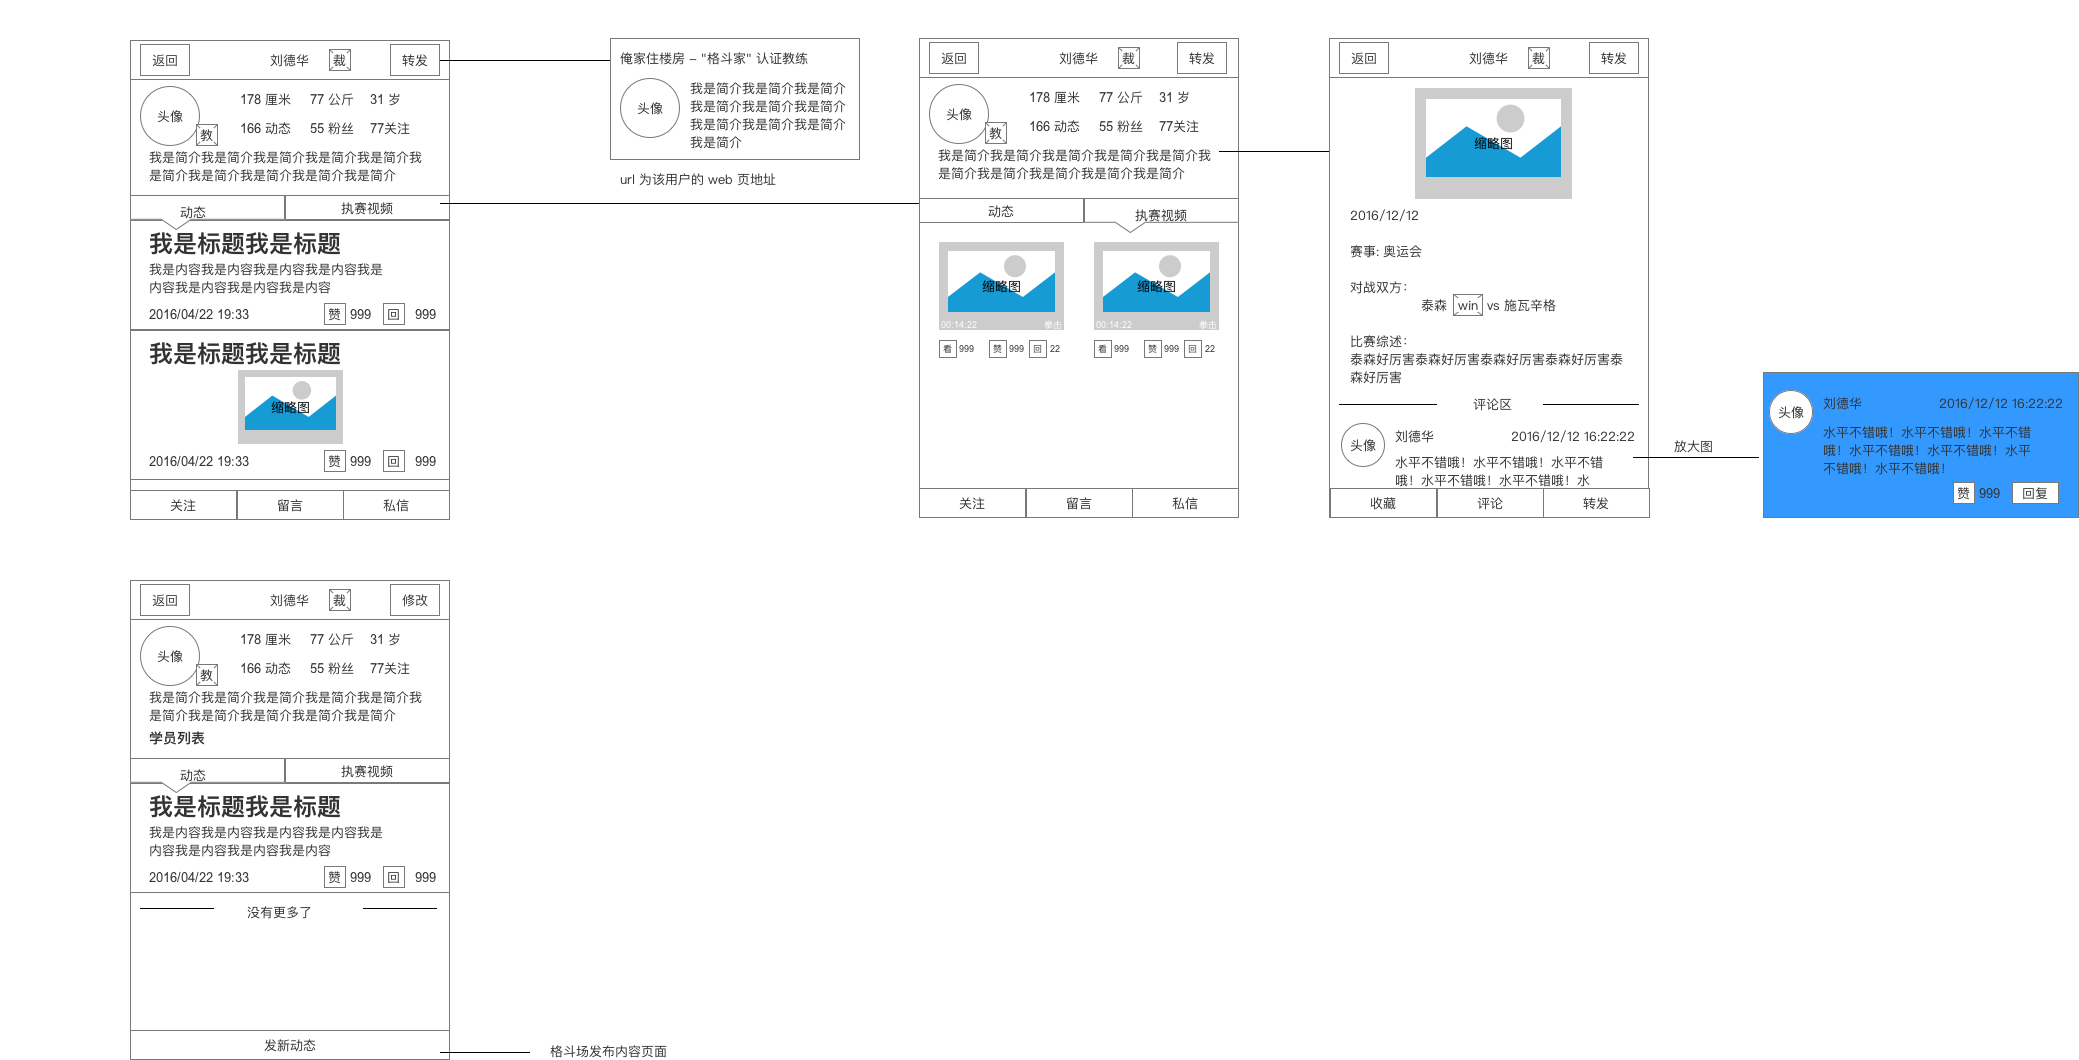 返回 刘德华 裁 转发
头像 教
178 厘米 77 公斤 31 岁
166 动态 55 粉丝 77关注
我是简介我是简介我是简介我是简介我是简介我
是简介我是简介我是简介我是简介我是简介
动态 执赛视频
我是标题我是标题
我是内容我是内容我是内容我是内容我是
内容我是内容我是内容我是内容
2016/04/22 19:33 赞 999 回 999
我是标题我是标题
缩略图
2016/04/22 19:33 赞 999 回 999
关注 留言 私信
俺家住楼房 – "格斗家" 认证教练
头像
我是简介我是简介我是简介
我是简介我是简介我是简介
我是简介我是简介我是简介
我是简介
url 为该用户的 web 页地址
返回 刘德华 裁 转发
头像 教
178 厘米 77 公斤 31 岁
166 动态 55 粉丝 77关注
我是简介我是简介我是简介我是简介我是简介我
是简介我是简介我是简介我是简介我是简介
动态 执赛视频
缩略图 缩略图
00:14:22 拳击 00:14:22 拳击
看 999 赞 999 回 22 看 999 赞 999 回 22
关注 留言 私信
返回 刘德华 裁 转发
缩略图
2016/12/12
赛事: 奥运会
对战双方：
泰森 win vs 施瓦辛格
比赛综述：
泰森好厉害泰森好厉害泰森好厉害泰森好厉害泰
森好厉害
评论区
头像 刘德华 2016/12/12 16:22:22
水平不错哦！水平不错哦！水平不错
哦！水平不错哦！水平不错哦！水
收藏 评论 转发
放大图
头像 刘德华 2016/12/12 16:22:22
水平不错哦！水平不错哦！水平不错
哦！水平不错哦！水平不错哦！水平
不错哦！水平不错哦！
赞 999 回复
返回 刘德华 裁 修改
头像 教
178 厘米 77 公斤 31 岁
166 动态 55 粉丝 77关注
我是简介我是简介我是简介我是简介我是简介我
是简介我是简介我是简介我是简介我是简介
学员列表
动态 执赛视频
我是标题我是标题
我是内容我是内容我是内容我是内容我是
内容我是内容我是内容我是内容
2016/04/22 19:33 赞 999 回 999
没有更多了
发新动态
格斗场发布内容页面